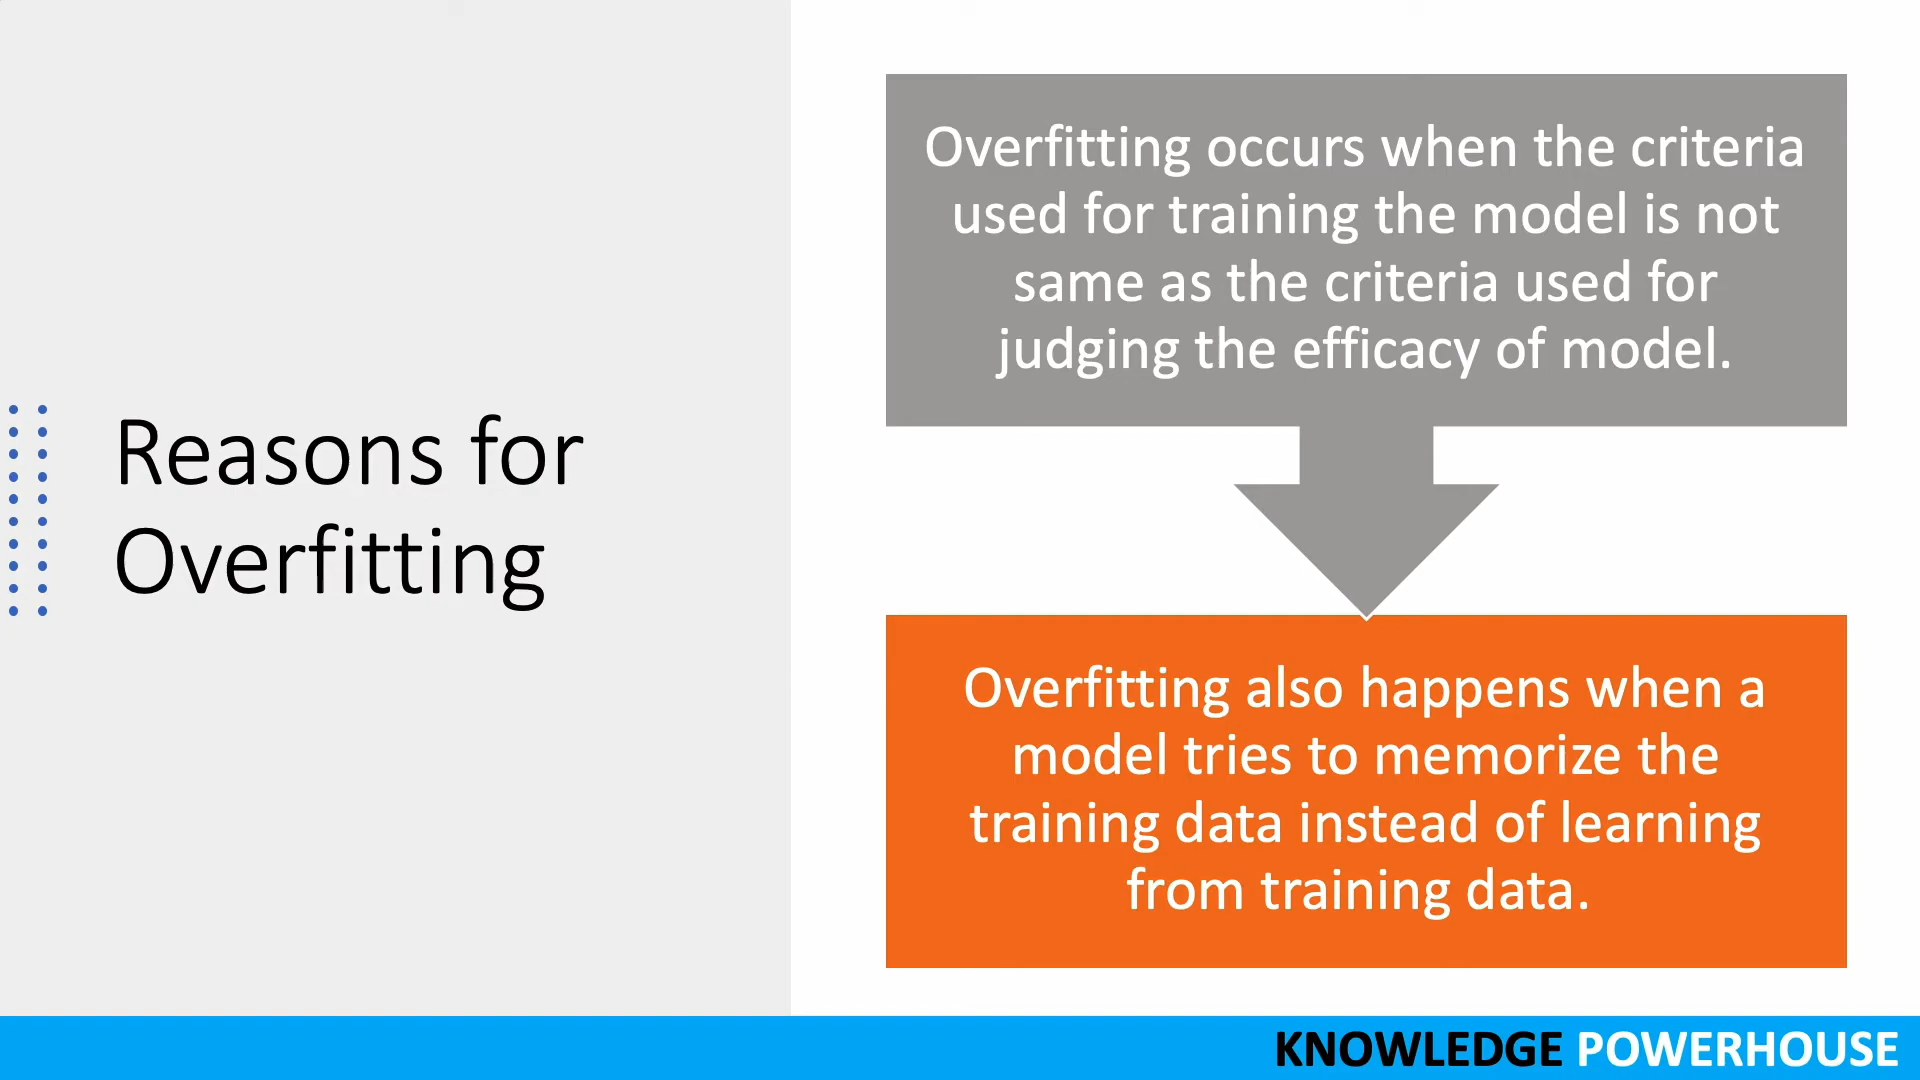 Reasons for
Overfitting
Overfitting occurs when the criteria
used for training the model is not
same as the criteria used for
judging the efficacy of model.
Overfitting also happens when a
model tries to memorize the
training data instead of learning
from training data.
KNOWLEDGE POWERHOUSE